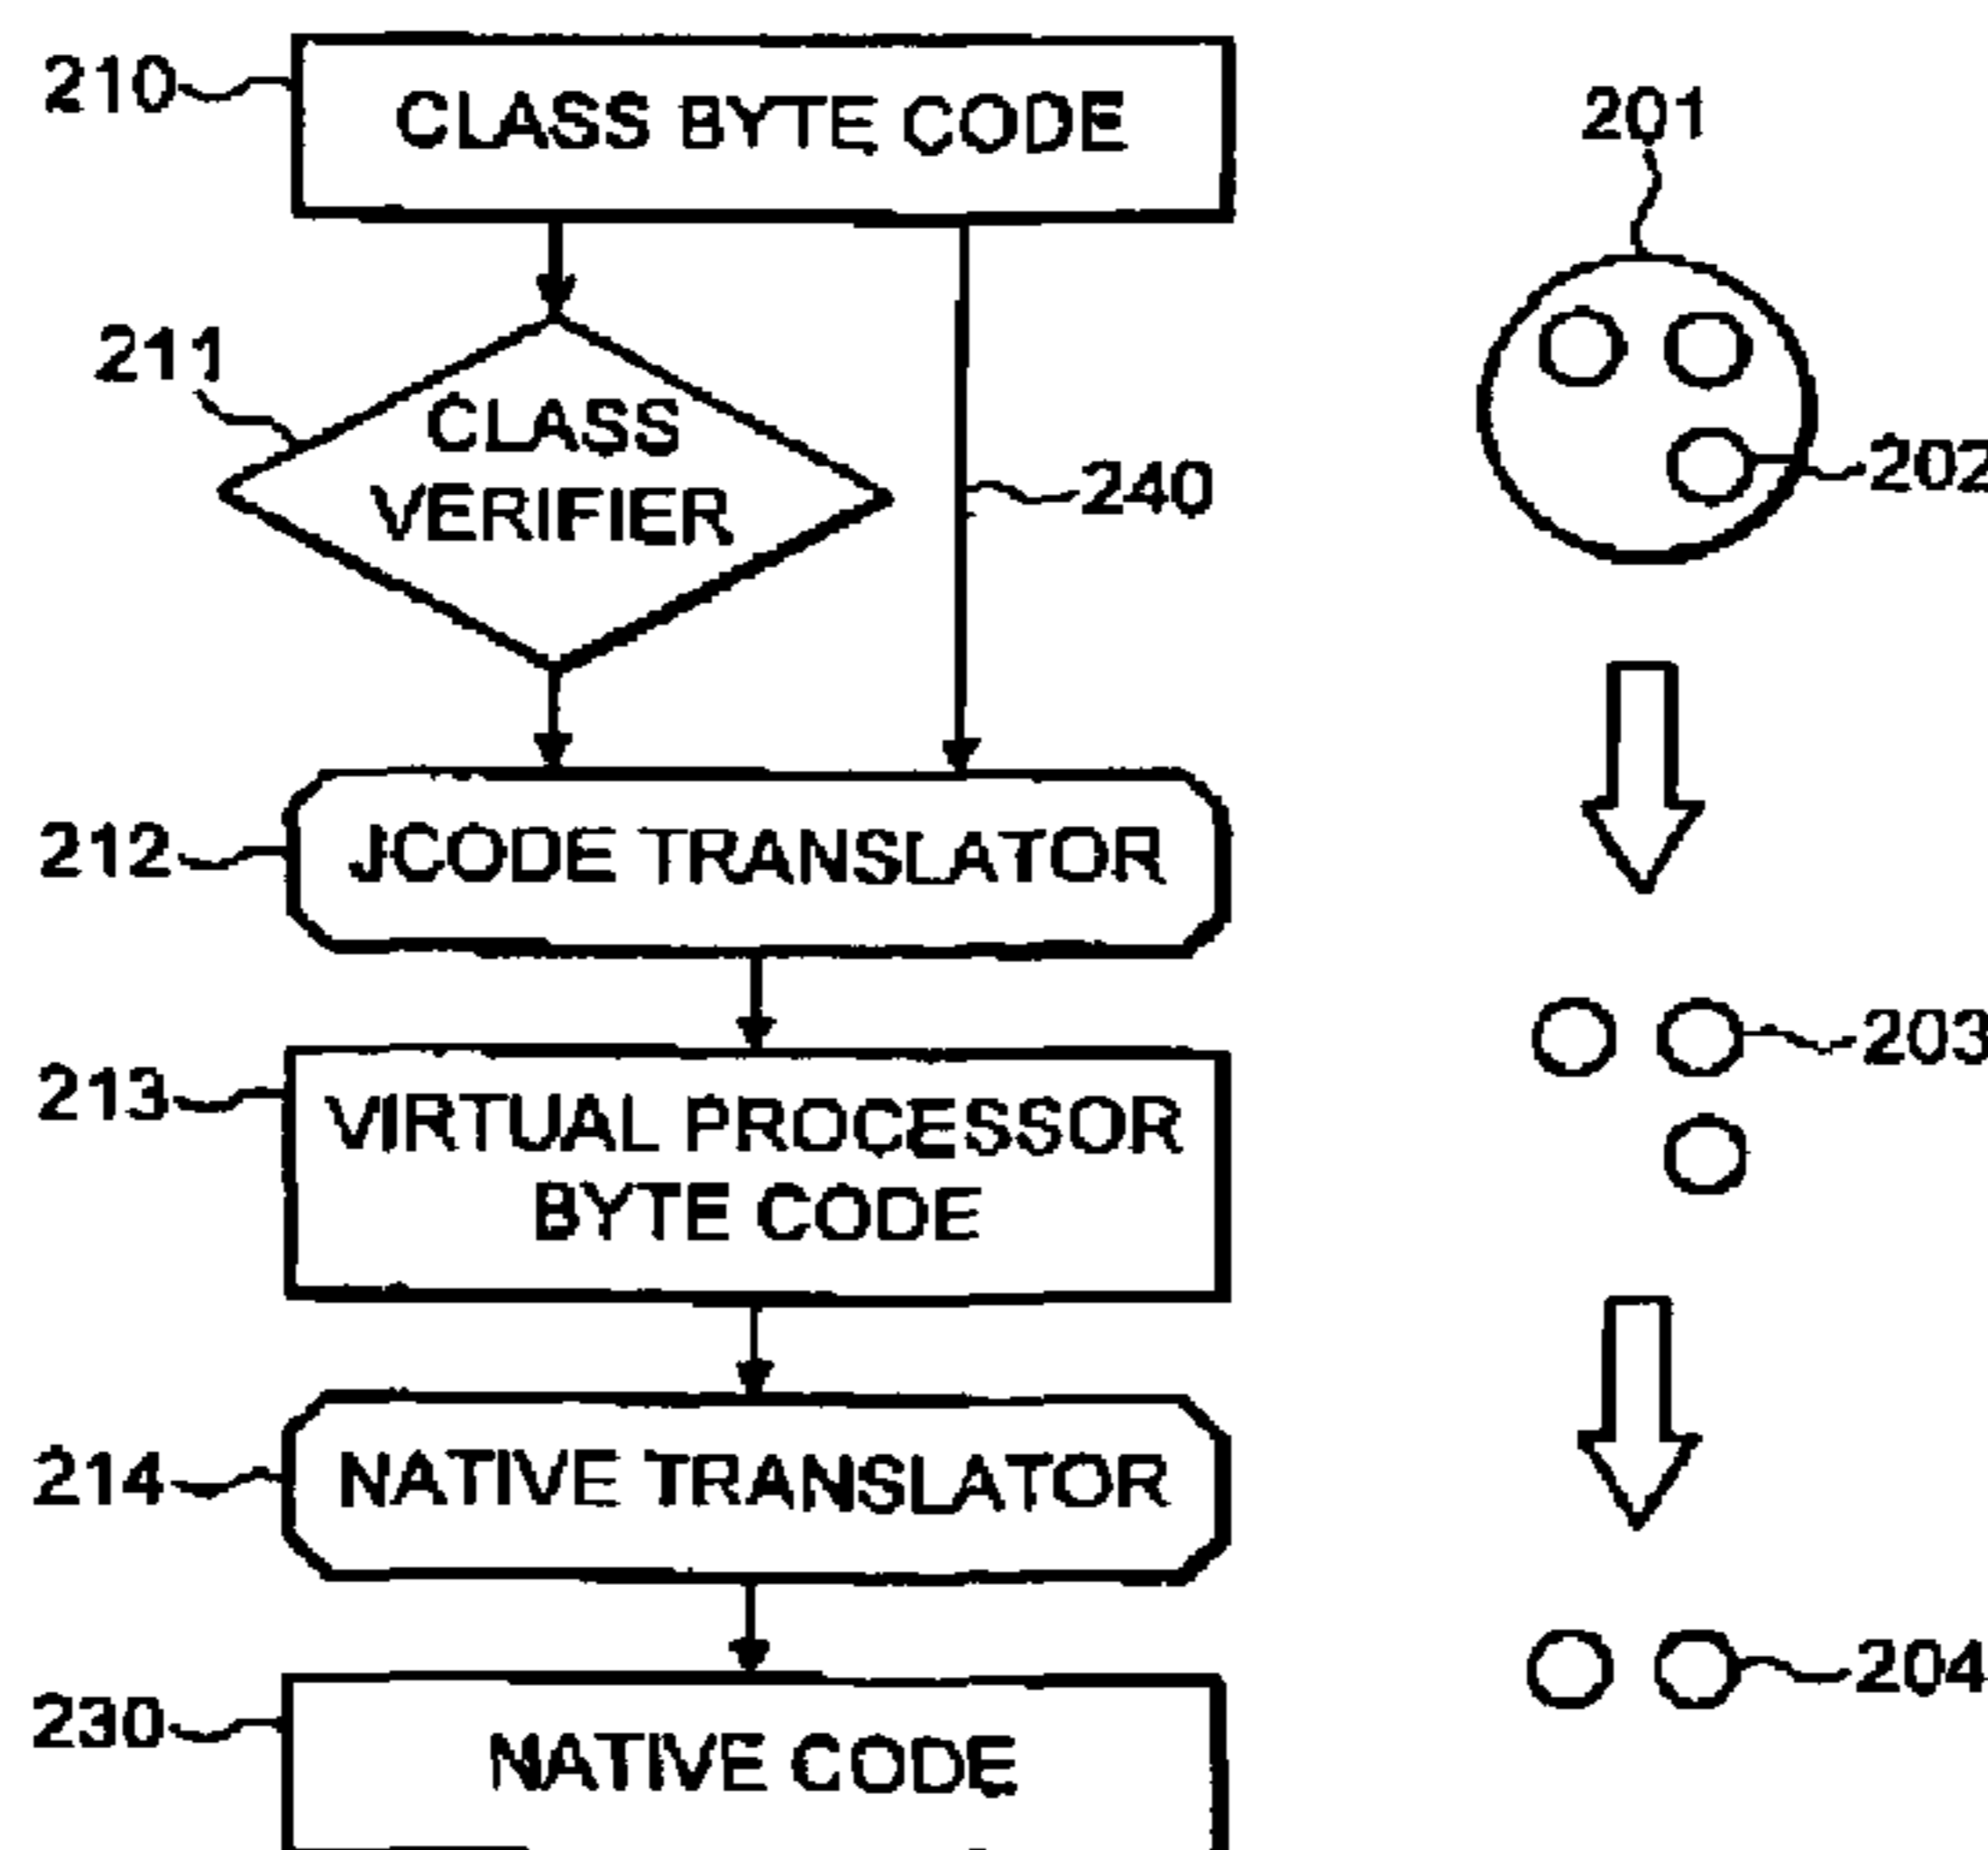 210
CLASS BYTE CODE
201
211
CLASS
VERIFIER
240
202
212
JCODE TRANSLATOR
213
VIRTUAL PROCESSOR
BYTE CODE
203
214
NATIVE TRANSLATOR
230
NATIVE CODE
204